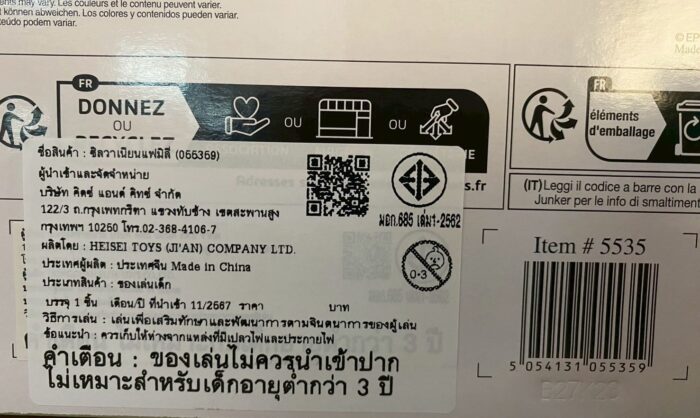 ents may vary. Les couleurs et le contenu peuvent varier.
t können abweichen. Los colores y contenidos pueden variar.
teúdo podem variar.
© EP
Made
FR
DONNEZ
OU
OU
OU
FR
éléments
d'emballage
s.fr
(IT) Leggi il codice a barre con la
Junker per le info di smaltiment
ชื่อสินค้า : ซิลวาเนียนแฟมิลี่ (055359)
ผู้นำเข้าและจัดจำหน่าย
บริษัท คิดซ์ แอนด์ คิทซ์ จำกัด
122/3 ถ.กรุงเทพกรีฑา แขวงทับช้าง เขตสะพานสูง
กรุงเทพฯ 10260 โทร.02-368-4106-7
ผลิตโดย : HEISEI TOYS (JI'AN) COMPANY LTD.
ประเทศผู้ผลิต : ประเทศจีน Made in China
ประเภทสินค้า : ของเล่นเด็ก
บรรจุ 1 ชิ้น เดือน/ปี ที่นำเข้า 11/2567 ราคา บาท
วิธีการเล่น : เล่นเพื่อเสริมทักษะและพัฒนาการตามจินตนาการของผู้เล่น
ข้อแนะนำ : ควรเก็บให้ห่างจากแหล่งที่มีเปลวไฟและประกายไฟ
คำเตือน : ของเล่นไม่ควรนำเข้าปาก
ไม่เหมาะสำหรับเด็กอายุต่ำกว่า 3 ปี
มอก.685 เล่ม1-2562
0-3
Item # 5535
5 054131 055359